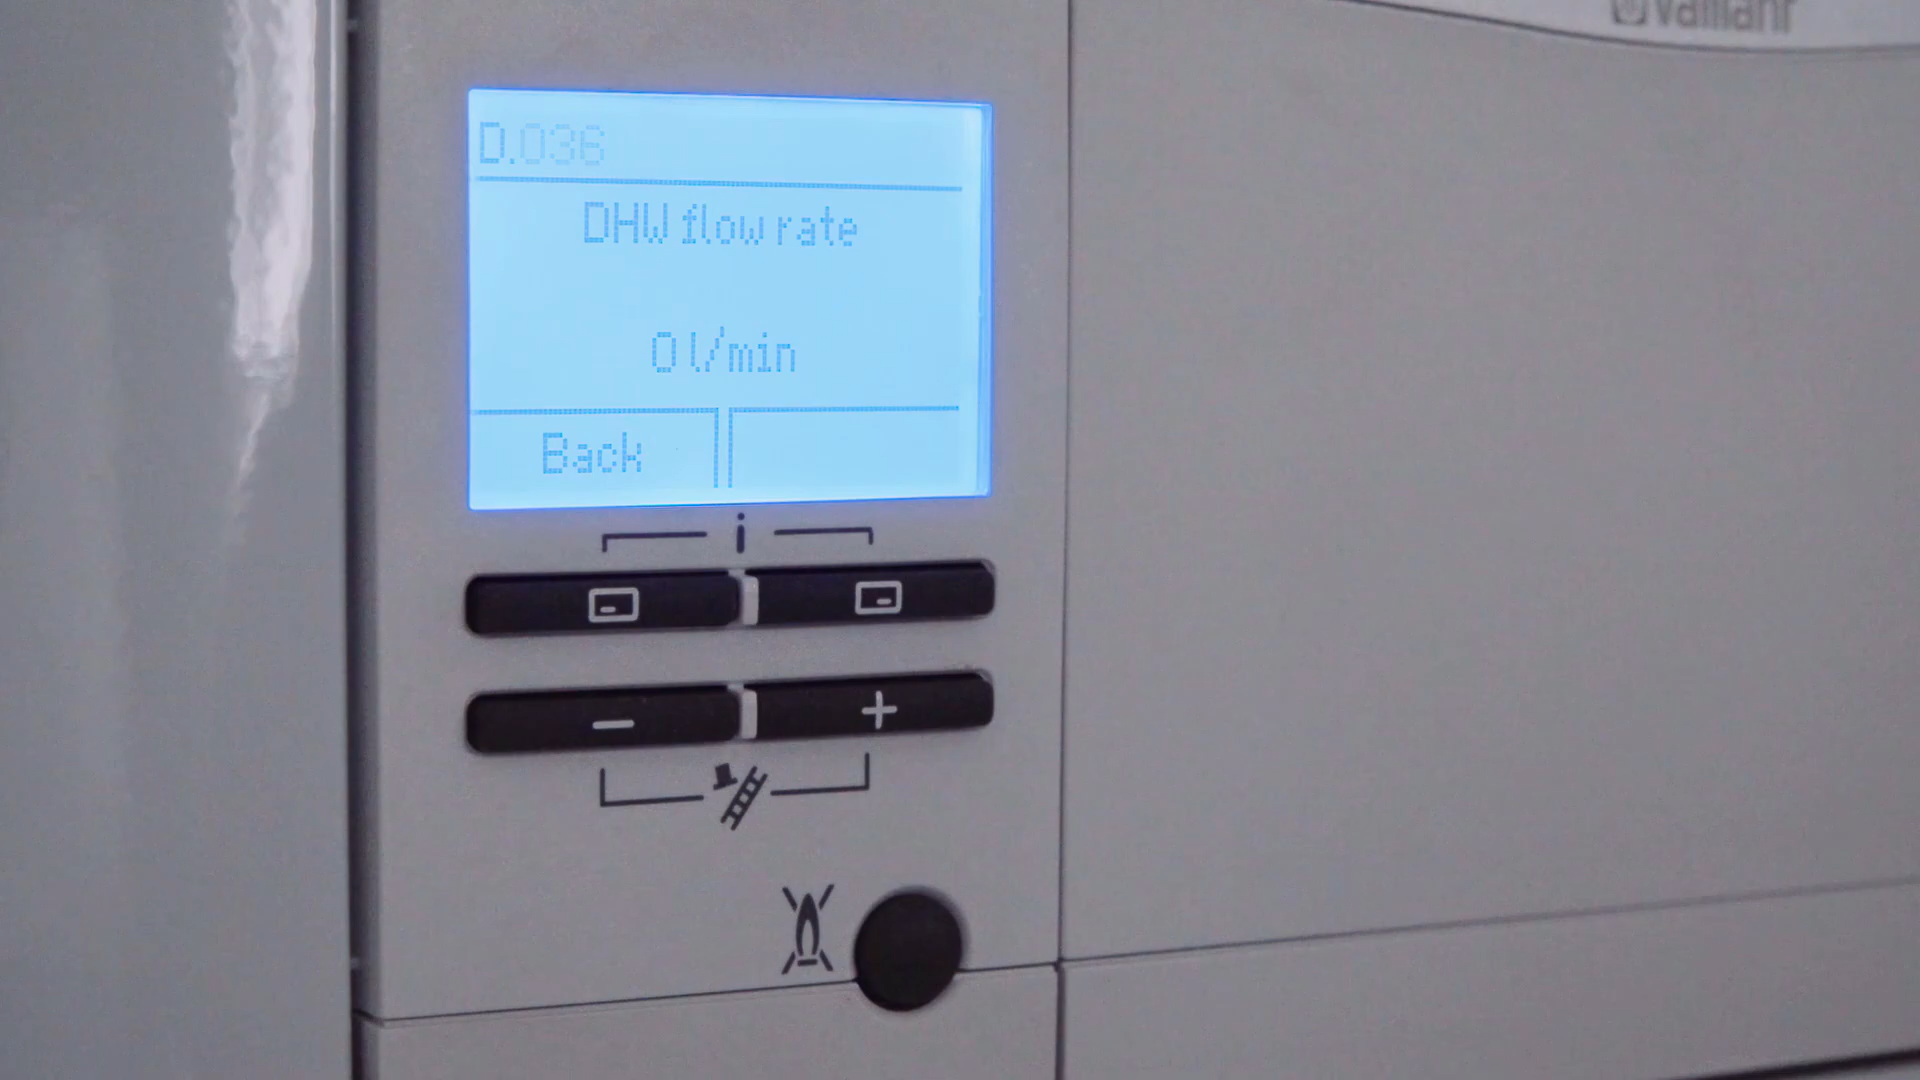 Vaillant
D.036
DHW flow rate
0 l/min
Back
i
- +